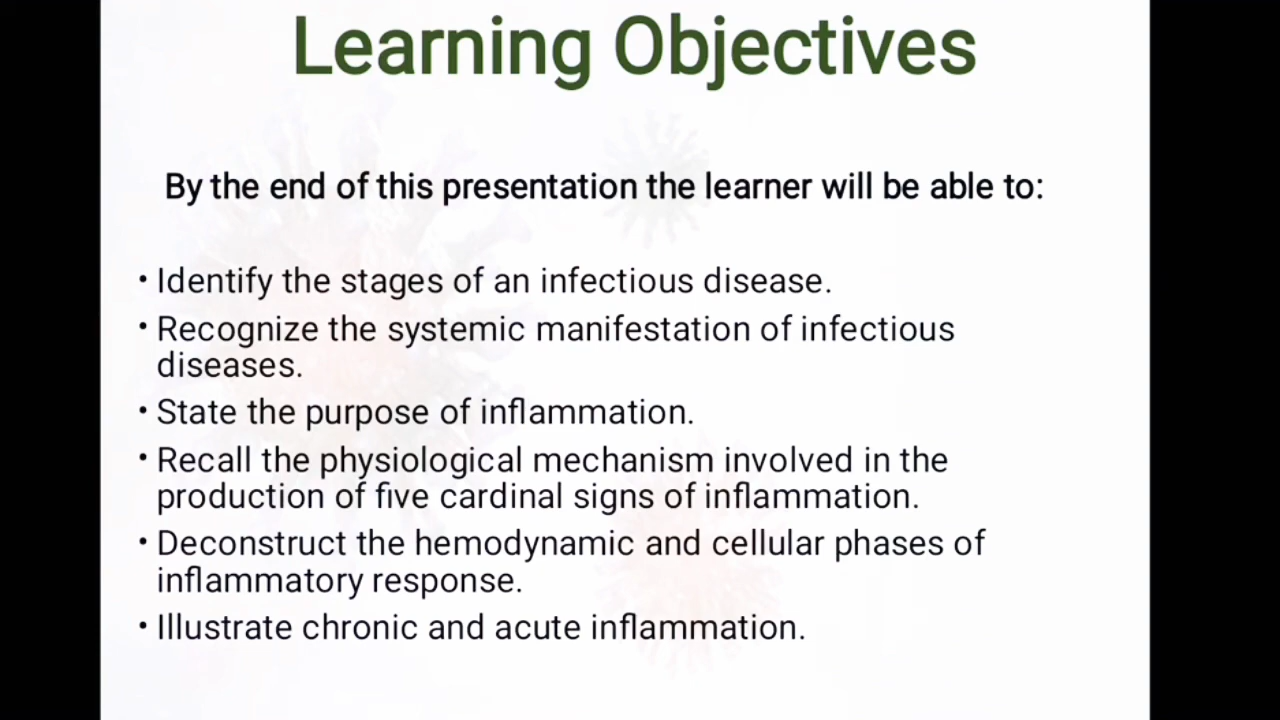 Learning Objectives
By the end of this presentation the learner will be able to:
• Identify the stages of an infectious disease.
• Recognize the systemic manifestation of infectious
diseases.
• State the purpose of inflammation.
• Recall the physiological mechanism involved in the
production of five cardinal signs of inflammation.
• Deconstruct the hemodynamic and cellular phases of
inflammatory response.
• Illustrate chronic and acute inflammation.